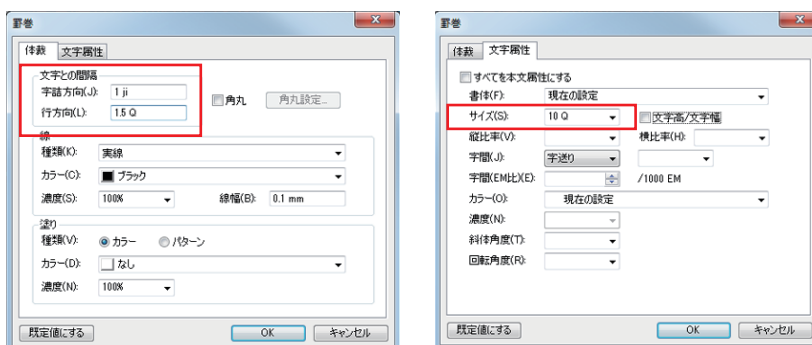 罫巻
体裁 文字属性
文字との間隔
字詰方向(J): 1 ji
行方向(L): 1.5 Q
角丸 角丸設定...
線
種類(K): 実線
カラー(C): ブラック
濃度(S): 100% 線幅(B): 0.1 mm
塗り
種類(V): カラー パターン
カラー(D): なし
濃度(N): 100%
既定値にする OK キャンセル
罫巻
体裁 文字属性
すべてを本文属性にする
書体(F): 現在の設定
サイズ(S): 10 Q 文字高/文字幅
縦比率(V): 横比率(H):
字間(J): 字送り
字間(EM比)(E): /1000 EM
カラー(O): 現在の設定
濃度(N):
斜体角度(T):
回転角度(R):
既定値にする OK キャンセル